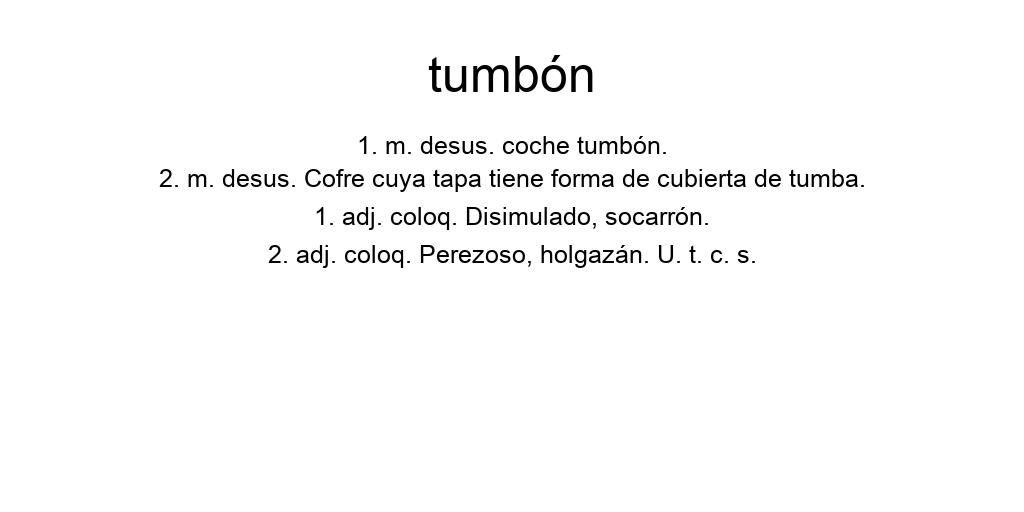 tumbón
1. m. desus. coche tumbón.
2. m. desus. Cofre cuya tapa tiene forma de cubierta de tumba.
1. adj. coloq. Disimulado, socarrón.
2. adj. coloq. Perezoso, holgazán. U. t. c. s.